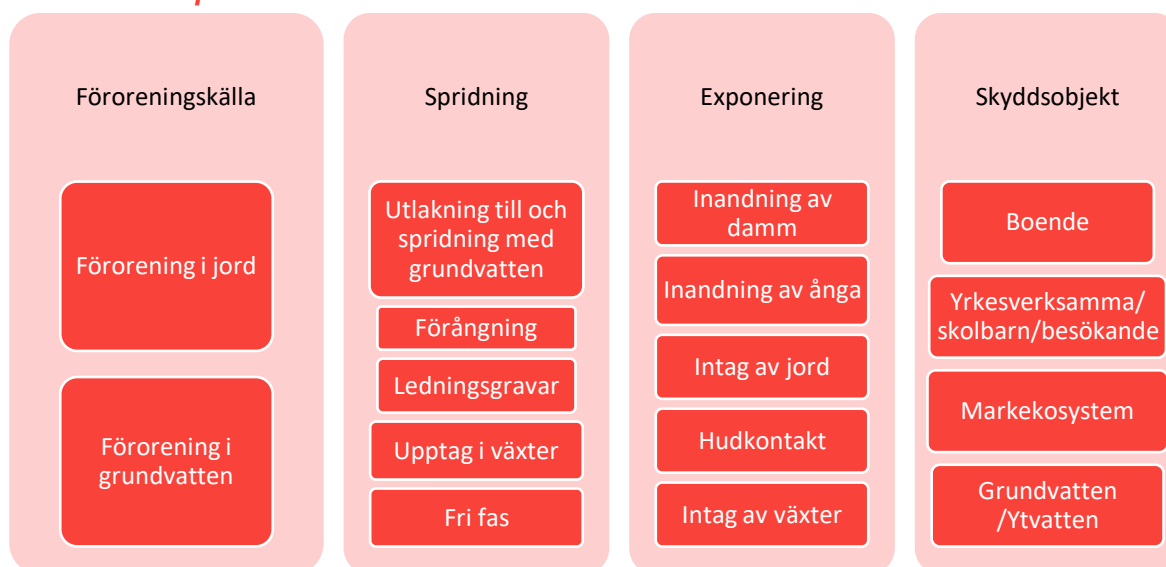 Föroreningskälla
Förorening i jord
Förorening i
grundvatten
Spridning
Utlakning till och
spridning med
grundvatten
Förångning
Ledningsgravar
Upptag i växter
Fri fas
Exponering
Inandning av
damm
Inandning av ånga
Intag av jord
Hudkontakt
Intag av växter
Skyddsobjekt
Boende
Yrkesverksamma/
skolbarn/besökande
Markekosystem
Grundvatten
/Ytvatten